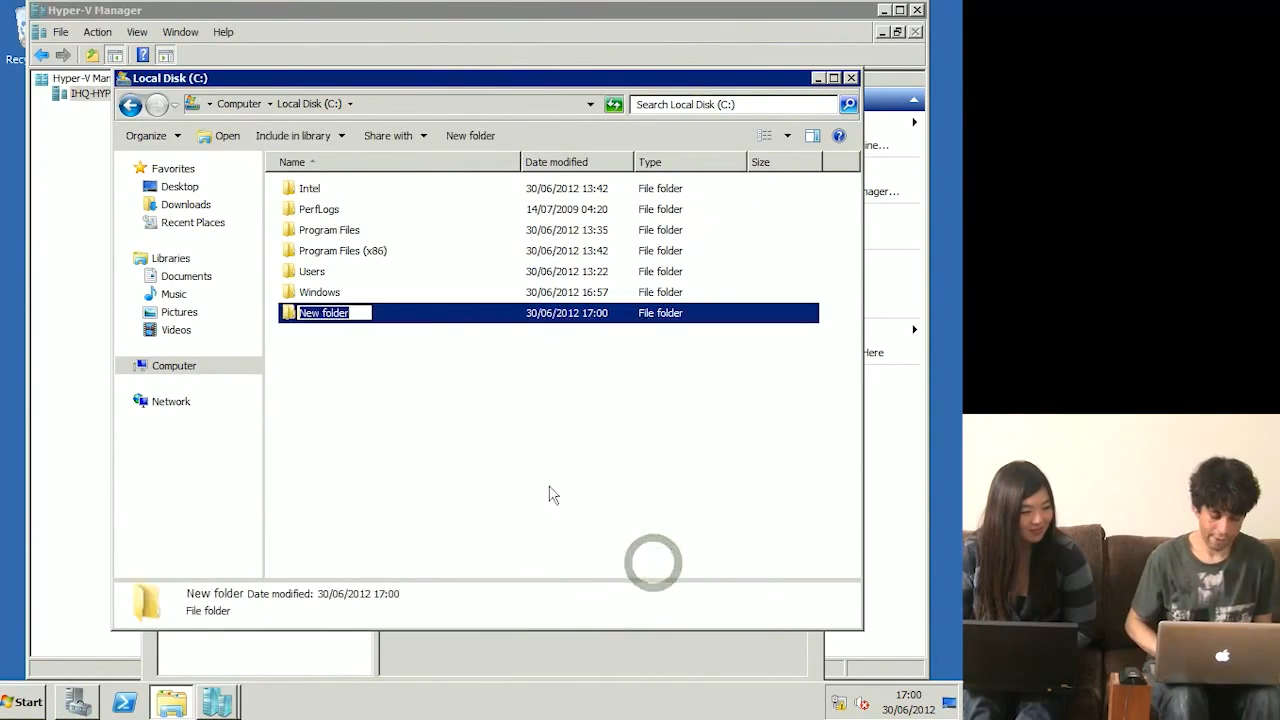 Hyper-V Manager
File Action View Window Help
Hyper-V Man
IHQ-HYP
Recy
Local Disk (C:)
Computer Local Disk (C:)
Search Local Disk (C:)
Organize Open Include in library Share with New folder
Name Date modified Type Size
Favorites
Desktop
Downloads
Recent Places
Libraries
Documents
Music
Pictures
Videos
Computer
Network
Intel 30/06/2012 13:42 File folder
PerfLogs 14/07/2009 04:20 File folder
Program Files 30/06/2012 13:35 File folder
Program Files (x86) 30/06/2012 13:42 File folder
Users 30/06/2012 13:22 File folder
Windows 30/06/2012 16:57 File folder
New folder 30/06/2012 17:00 File folder
ine...
ager...
Here
New folder Date modified: 30/06/2012 17:00
File folder
Start
17:00
30/06/2012